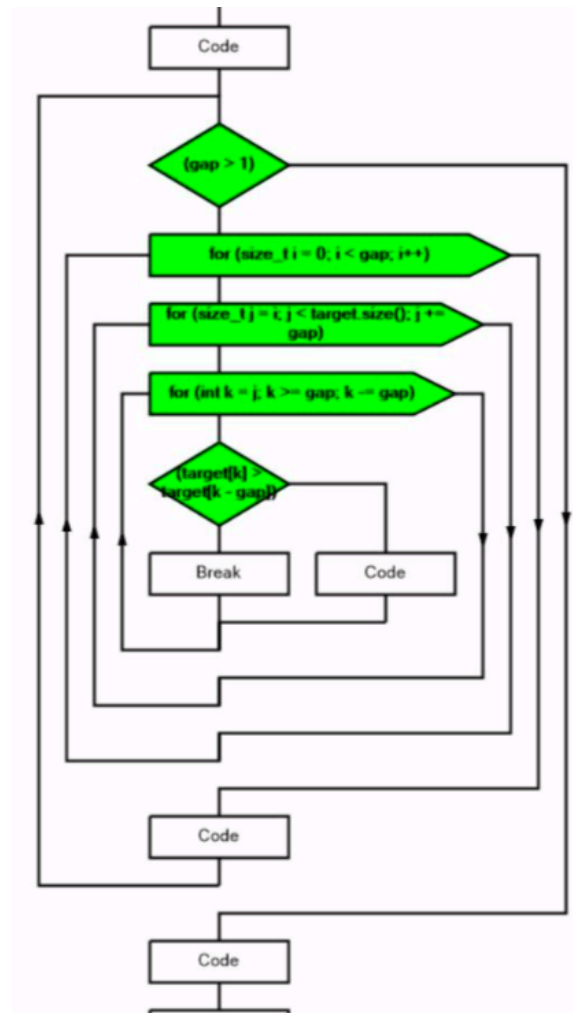 Code
(gap > 1)
for (size_t i = 0; i < gap; i++)
for (size_t j = i; j < target.size(); j +=
gap)
for (int k = j; k >= gap; k -= gap)
(target[k] >
target[k - gap])
Break
Code
Code
Code